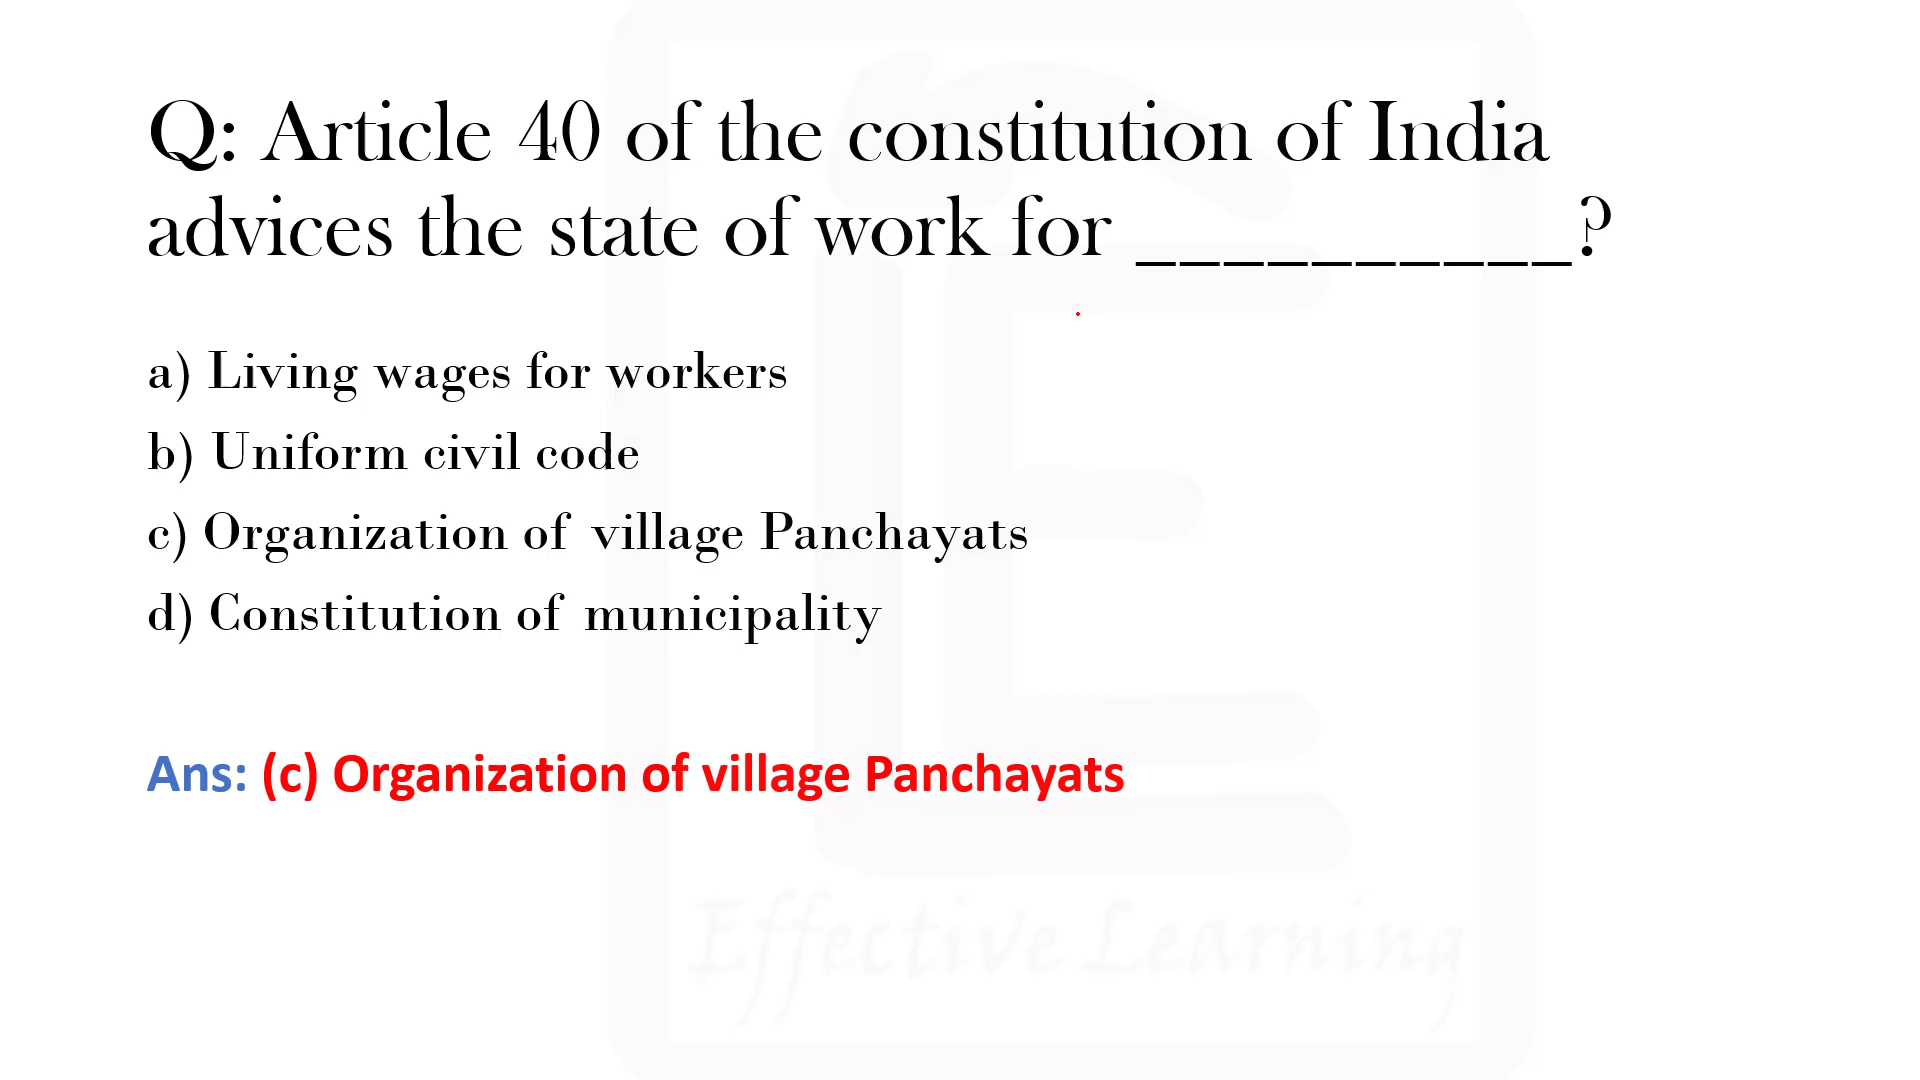 Q: Article 40 of the constitution of India
advices the state of work for __________?
a) Living wages for workers
b) Uniform civil code
c) Organization of village Panchayats
d) Constitution of municipality
Ans: (c) Organization of village Panchayats
Effective Learning